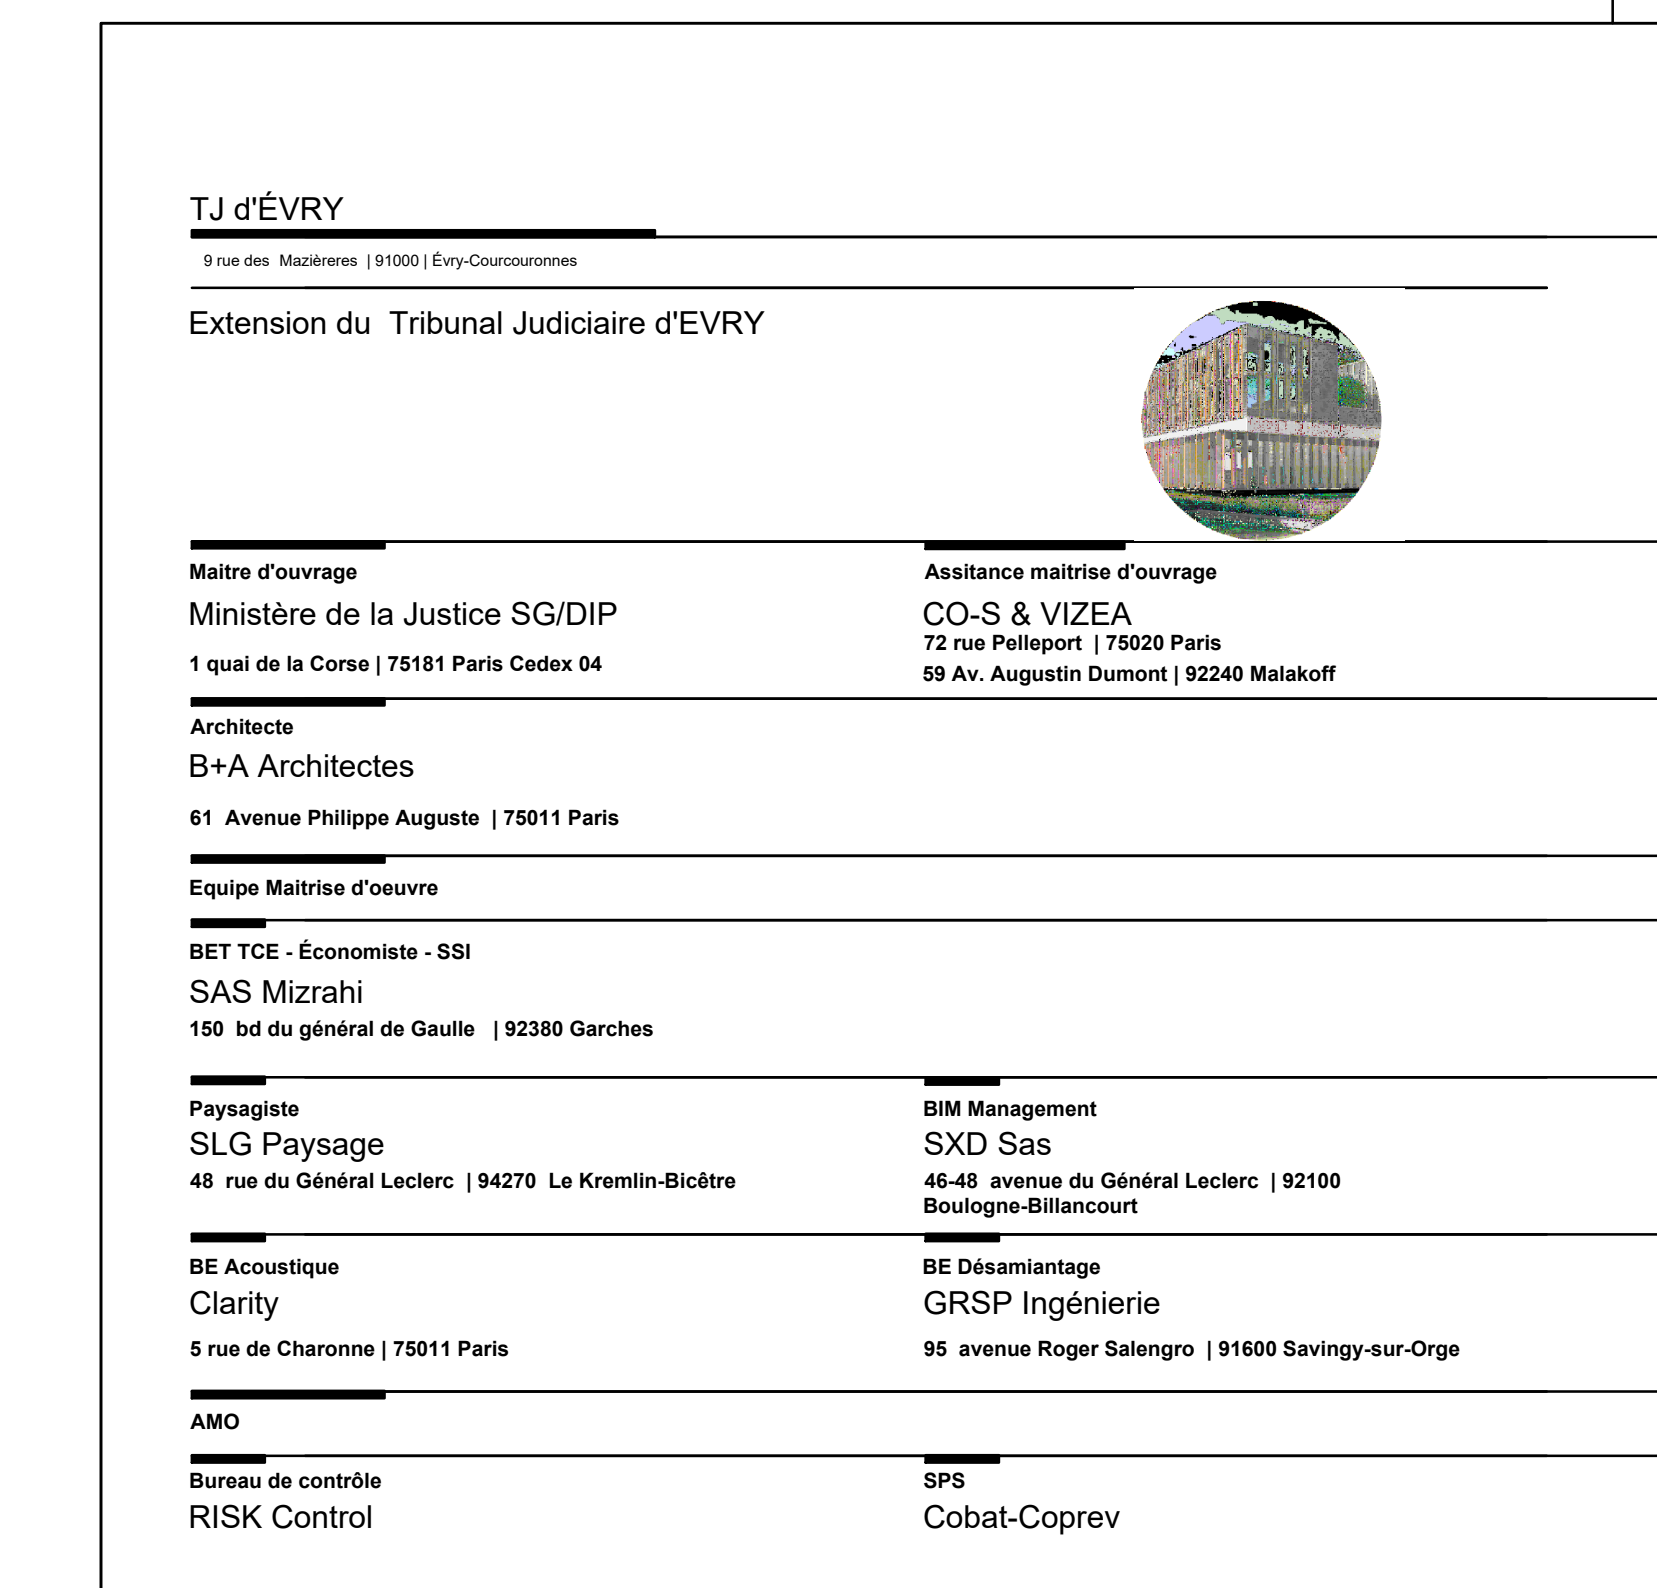 TJ d'ÉVRY
9 rue des Mazièreres | 91000 | Évry-Courcouronnes
Extension du Tribunal Judiciaire d'EVRY
Maitre d'ouvrage
Ministère de la Justice SG/DIP
1 quai de la Corse | 75181 Paris Cedex 04
Assitance maitrise d'ouvrage
CO-S & VIZEA
72 rue Pelleport | 75020 Paris
59 Av. Augustin Dumont | 92240 Malakoff
Architecte
B+A Architectes
61 Avenue Philippe Auguste | 75011 Paris
Equipe Maitrise d'oeuvre
BET TCE - Économiste - SSI
SAS Mizrahi
150 bd du général de Gaulle | 92380 Garches
Paysagiste
SLG Paysage
48 rue du Général Leclerc | 94270 Le Kremlin-Bicêtre
BIM Management
SXD Sas
46-48 avenue du Général Leclerc | 92100
Boulogne-Billancourt
BE Acoustique
Clarity
5 rue de Charonne | 75011 Paris
BE Désamiantage
GRSP Ingénierie
95 avenue Roger Salengro | 91600 Savingy-sur-Orge
AMO
Bureau de contrôle
RISK Control
SPS
Cobat-Coprev